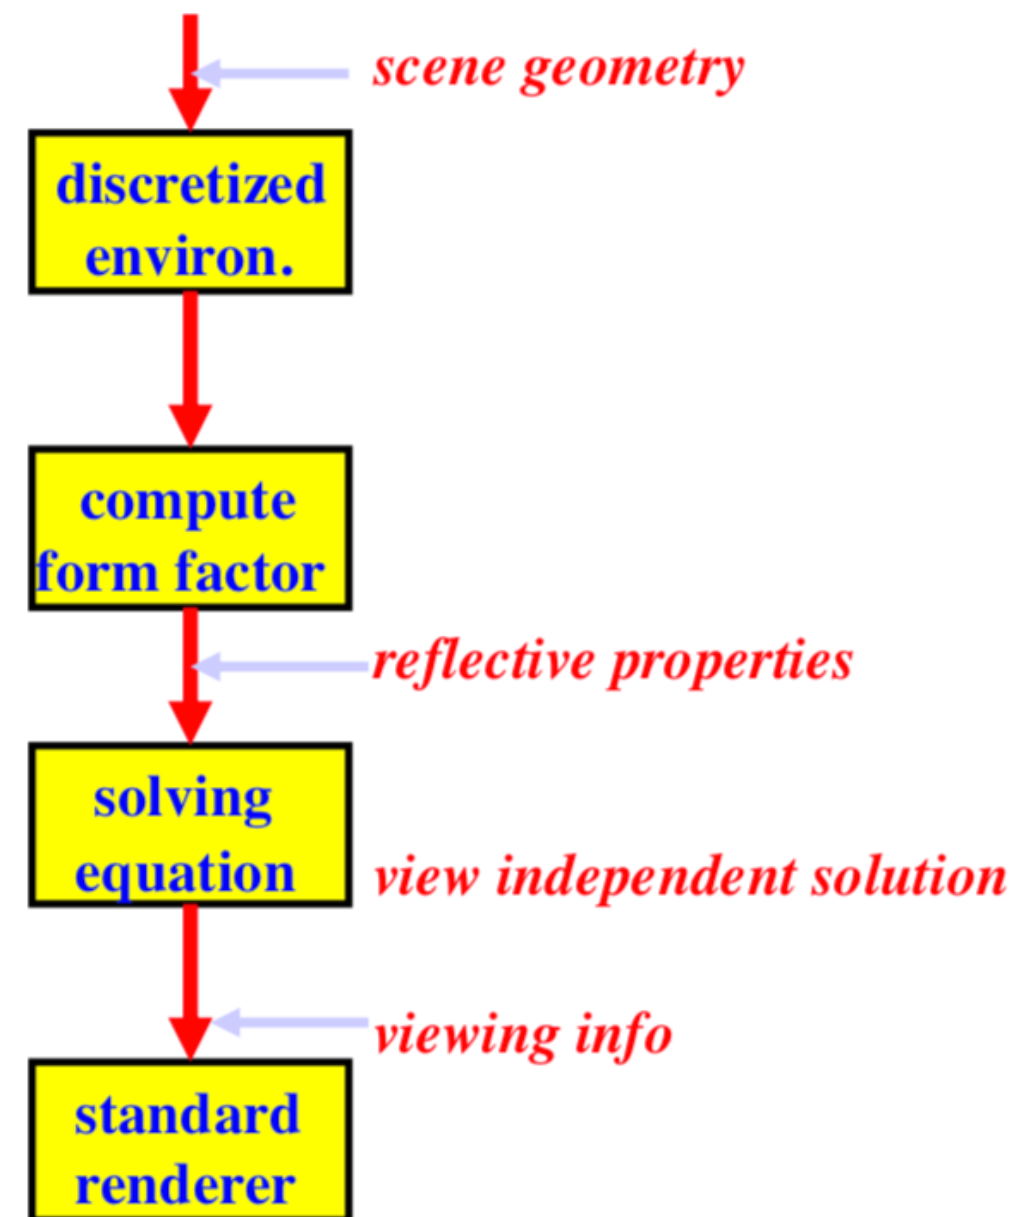 scene geometry
discretized
environ.
compute
form factor
reflective properties
solving
equation
view independent solution
viewing info
standard
renderer